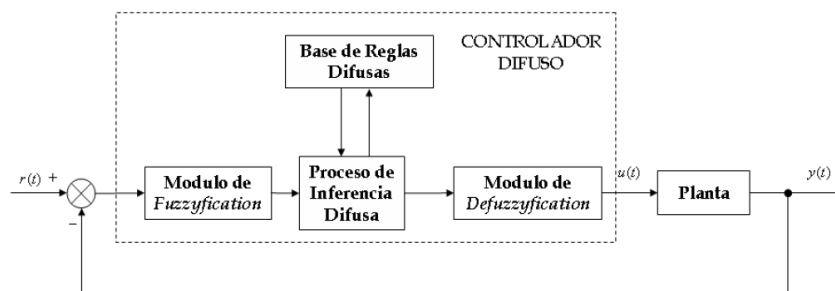 CONTROLADOR
DIFUSO
Base de Reglas
Difusas
r(t) +
−
Modulo de
Fuzzyfication
Proceso de
Inferencia
Difusa
Modulo de
Defuzzyfication
u(t)
Planta
y(t)